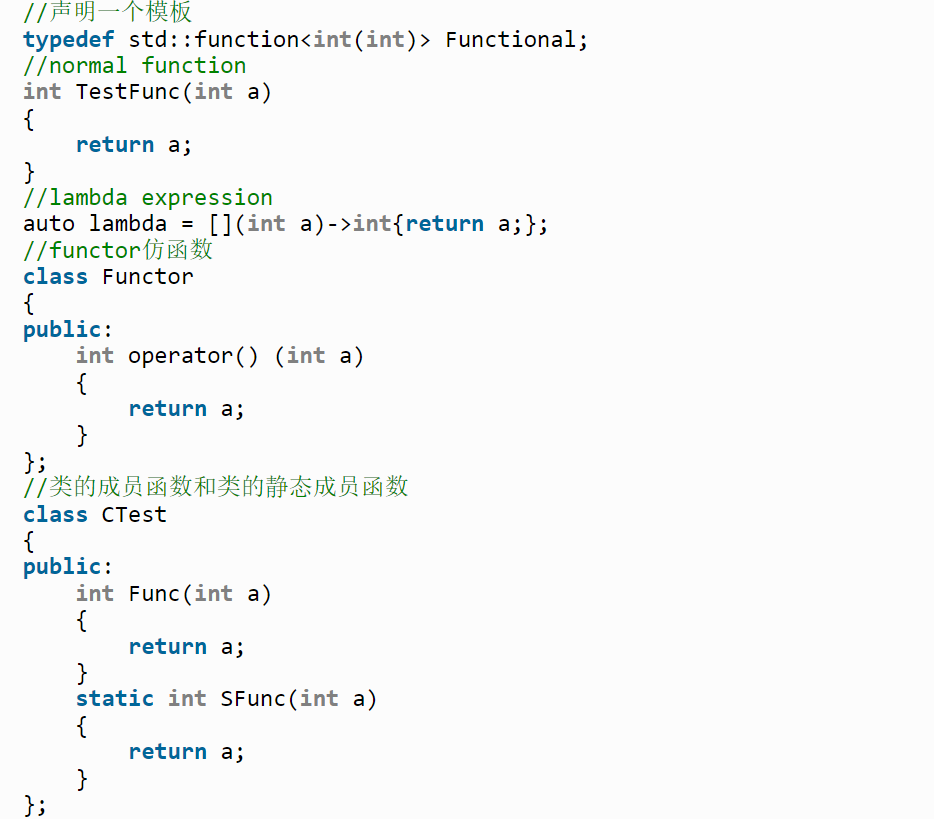 //声明一个模板
typedef std::function<int(int)> Functional;
//normal function
int TestFunc(int a)
{
    return a;
}
//lambda expression
auto lambda = [](int a)->int{return a;};
//functor仿函数
class Functor
{
public:
    int operator() (int a)
    {
        return a;
    }
};
//类的成员函数和类的静态成员函数
class CTest
{
public:
    int Func(int a)
    {
        return a;
    }
    static int SFunc(int a)
    {
        return a;
    }
};